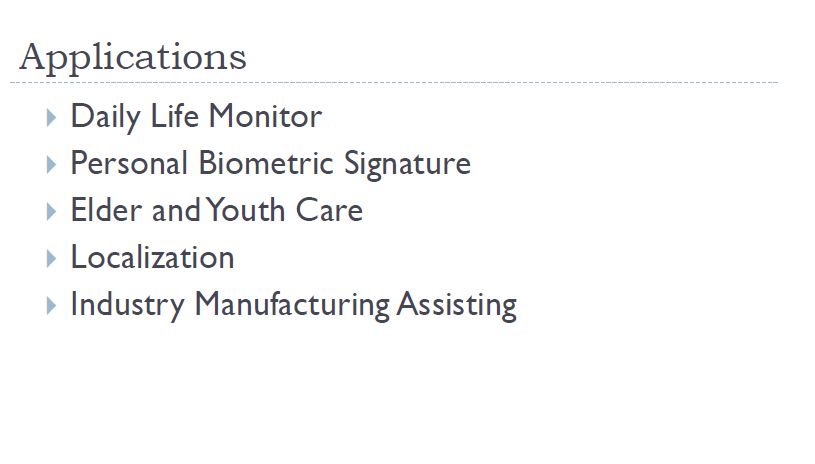 Applications
Daily Life Monitor
Personal Biometric Signature
Elder and Youth Care
Localization
Industry Manufacturing Assisting